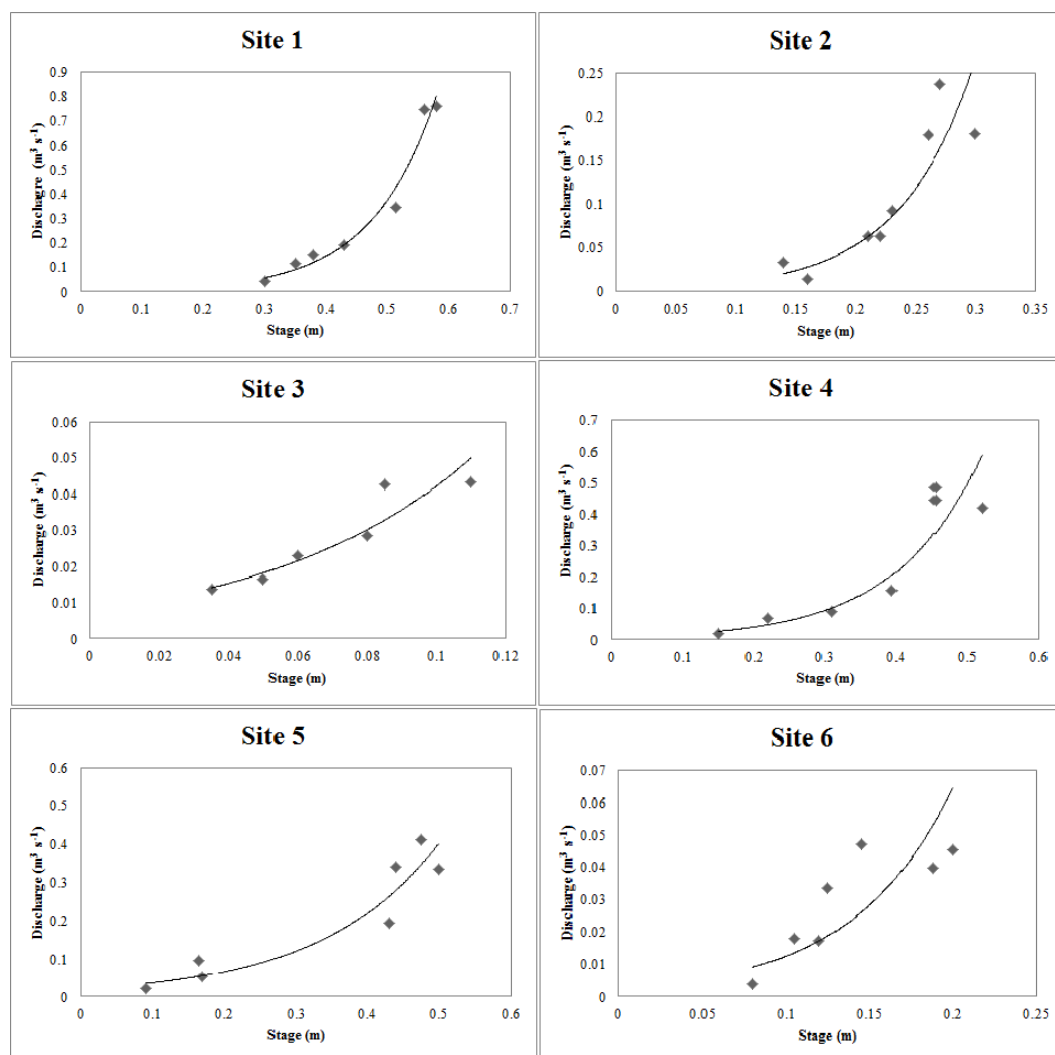 Site 1
0.9
0.8
0.7
0.6
0.5
0.4
0.3
0.2
0.1
0
Dischagre (m³ s⁻¹)
0 0.1 0.2 0.3 0.4 0.5 0.6 0.7
Stage (m)
Site 2
0.25
0.2
0.15
0.1
0.05
0
Discharge (m³ s⁻¹)
0 0.05 0.1 0.15 0.2 0.25 0.3 0.35
Stage (m)
Site 3
0.06
0.05
0.04
0.03
0.02
0.01
0
Discharge (m³ s⁻¹)
0 0.02 0.04 0.06 0.08 0.1 0.12
Stage (m)
Site 4
0.7
0.6
0.5
0.4
0.3
0.2
0.1
0
Discharge (m³ s⁻¹)
0 0.1 0.2 0.3 0.4 0.5 0.6
Stage (m)
Site 5
0.6
0.5
0.4
0.3
0.2
0.1
0
Discharge (m³ s⁻¹)
0 0.1 0.2 0.3 0.4 0.5 0.6
Stage (m)
Site 6
0.07
0.06
0.05
0.04
0.03
0.02
0.01
0
Discharge (m³ s⁻¹)
0 0.05 0.1 0.15 0.2 0.25
Stage (m)